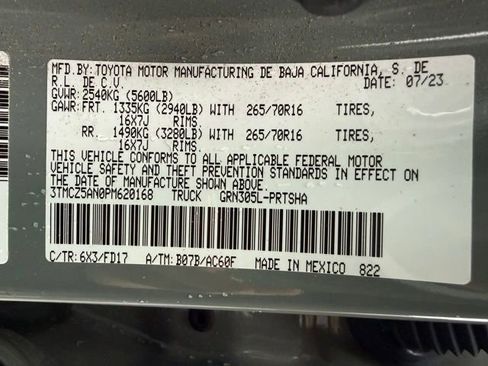 MFD.BY:TOYOTA MOTOR MANUFACTURING DE BAJA CALIFORNIA, S. DE
R.L. DE C.V. DATE: 07/23
GVWR: 2540KG (5600LB)
GAWR:FRT. 1335KG (2940LB) WITH 265/70R16 TIRES,
16X7J RIMS.
RR. 1490KG (3280LB) WITH 265/70R16 TIRES,
16X7J RIMS.
THIS VEHICLE CONFORMS TO ALL APPLICABLE FEDERAL MOTOR
VEHICLE SAFETY AND THEFT PREVENTION STANDARDS IN EFFECT ON
THE DATE OF MANUFACTURE SHOWN ABOVE.
3TMCZ5AN0PM620168 TRUCK GRN305L-PRTSHA
C/TR: 6X3/FD17 A/TM: B07B/AC60F MADE IN MEXICO 822